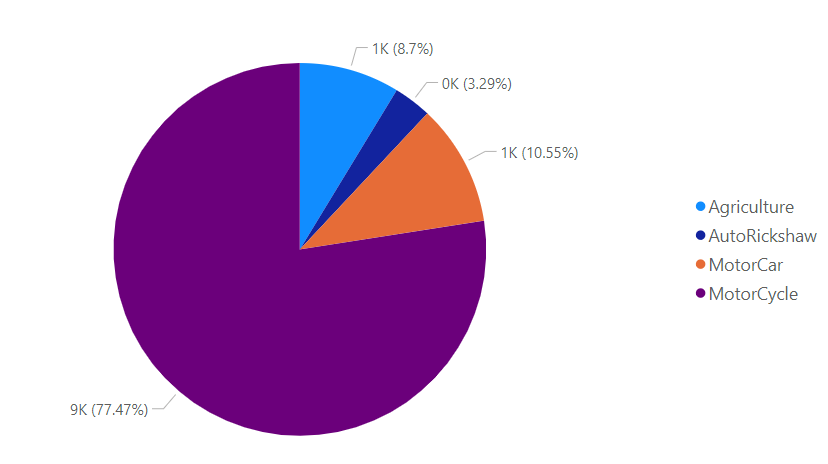 1K (8.7%)
0K (3.29%)
1K (10.55%)
9K (77.47%)
Agriculture
AutoRickshaw
MotorCar
MotorCycle